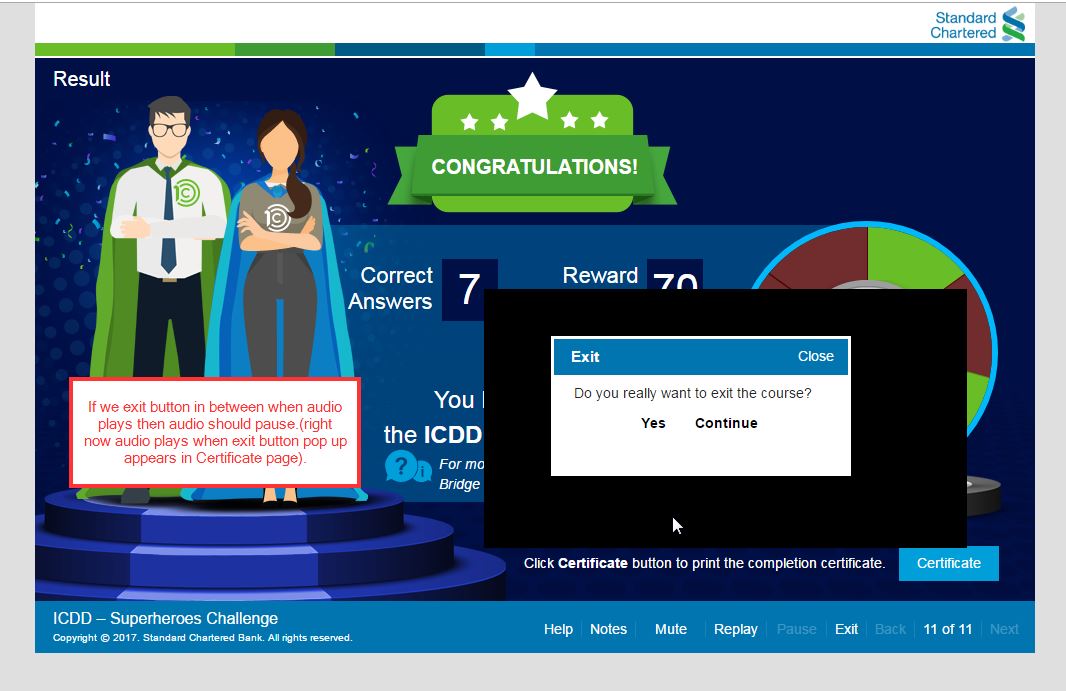 Standard
Chartered
Result
CONGRATULATIONS!
Correct
Answers
7
Reward
70
Exit
Close
Do you really want to exit the course?
Yes
Continue
If we exit button in between when audio
plays then audio should pause.(right
now audio plays when exit button pop up
appears in Certificate page).
You
the ICDD
For mo
Bridge
Click Certificate button to print the completion certificate.
Certificate
ICDD – Superheroes Challenge
Copyright © 2017. Standard Chartered Bank. All rights reserved.
Help
Notes
Mute
Replay
Pause
Exit
Back
11 of 11
Next